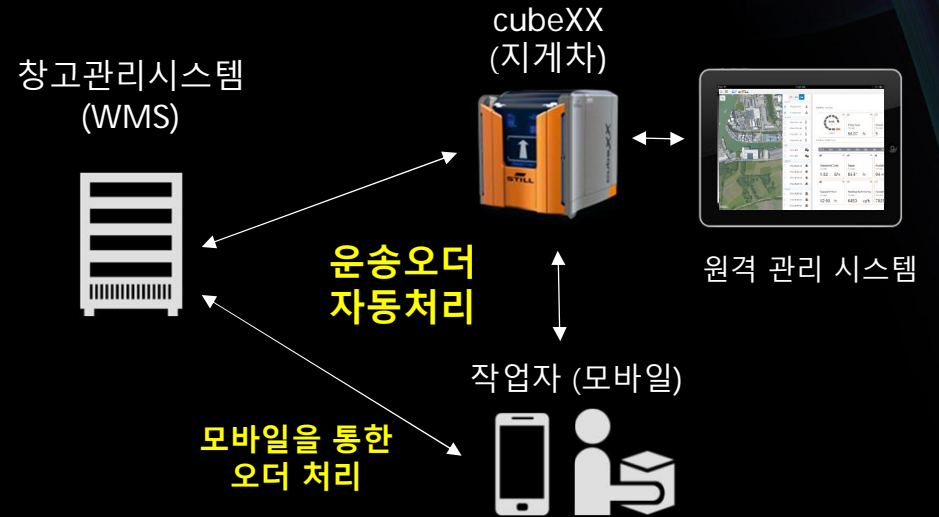 cubeXX
(지게차)
창고관리시스템
(WMS)
STILL
cubeXX
운송오더
자동처리
원격 관리 시스템
작업자 (모바일)
모바일을 통한
오더 처리